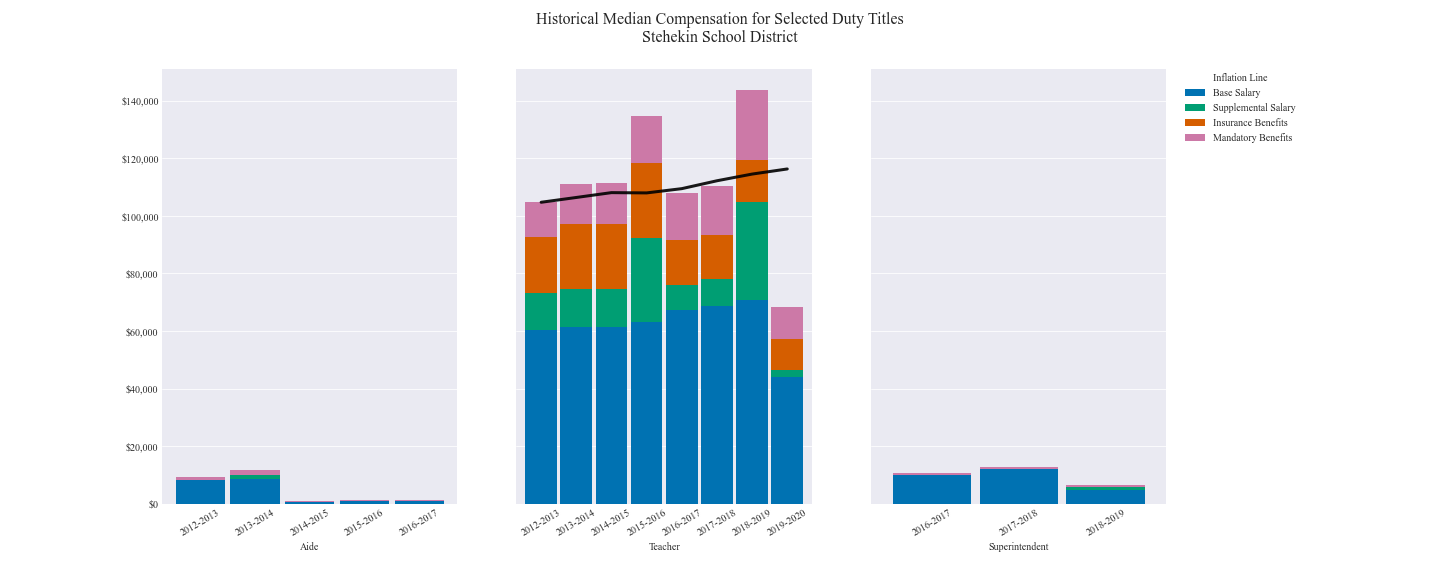 Historical Median Compensation for Selected Duty Titles
Stehekin School District
Inflation Line
Base Salary
Supplemental Salary
Insurance Benefits
Mandatory Benefits
$140,000
$120,000
$100,000
$80,000
$60,000
$40,000
$20,000
$0
2012-2013
2013-2014
2014-2015
2015-2016
2016-2017
Aide
2012-2013
2013-2014
2014-2015
2015-2016
2016-2017
2017-2018
2018-2019
2019-2020
Teacher
2016-2017
2017-2018
2018-2019
Superintendent